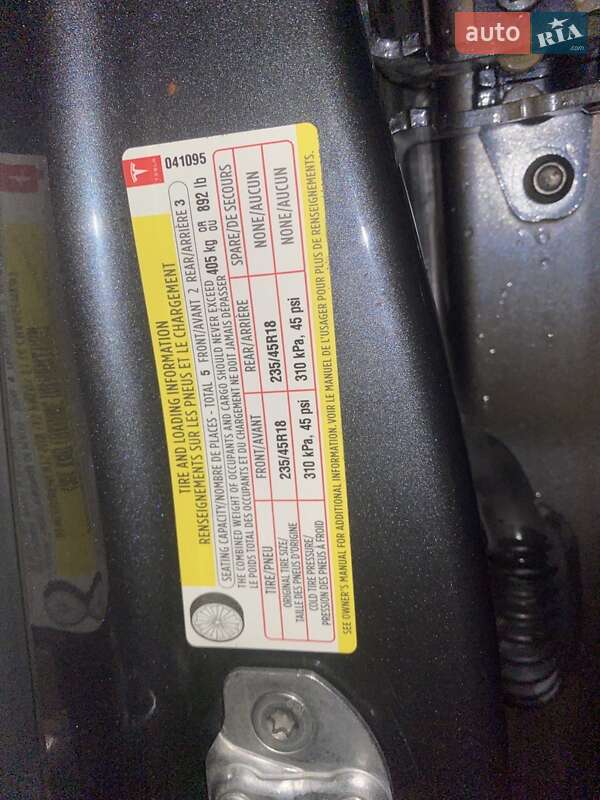 auto RIA.com
TESLA
041095
TIRE AND LOADING INFORMATION
RENSEIGNEMENTS SUR LES PNEUS ET LE CHARGEMENT
SEATING CAPACITY/NOMBRE DE PLACES - TOTAL 5 FRONT/AVANT 2 REAR/ARRIÈRE 3
THE COMBINED WEIGHT OF OCCUPANTS AND CARGO SHOULD NEVER EXCEED 405 kg OR 892 lb
LE POIDS TOTAL DES OCCUPANTS ET DU CHARGEMENT NE DOIT JAMAIS DÉPASSER OU
TIRE/PNEU FRONT/AVANT REAR/ARRIÈRE SPARE/DE SECOURS
ORIGINAL TIRE SIZE/
TAILLE DES PNEUS D'ORIGINE 235/45R18 235/45R18 NONE/AUCUN
COLD TIRE PRESSURE/
PRESSION DES PNEUS À FROID 310 kPa, 45 psi 310 kPa, 45 psi NONE/AUCUN
SEE OWNER'S MANUAL FOR ADDITIONAL INFORMATION. VOIR LE MANUEL DE L'USAGER POUR PLUS DE RENSEIGNEMENTS.